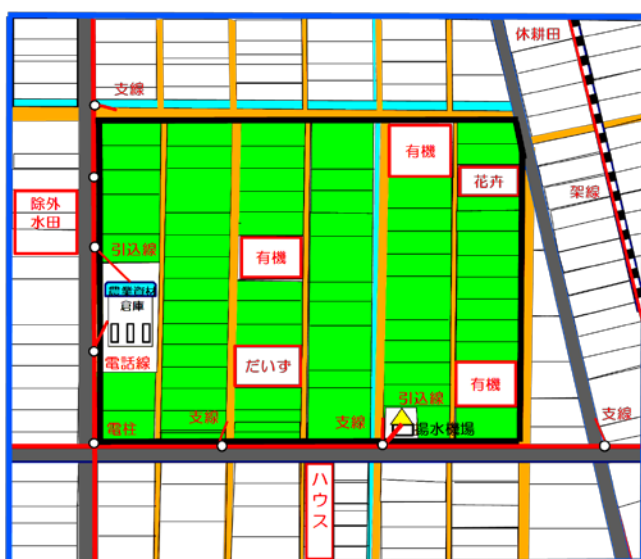 休耕田
支線
有機
花卉
架線
除外
水田
引込線
有機
農業資材
倉庫
電話線
だいず
有機
引込線
支線
支線
電柱
揚水機場
支線
ハウス